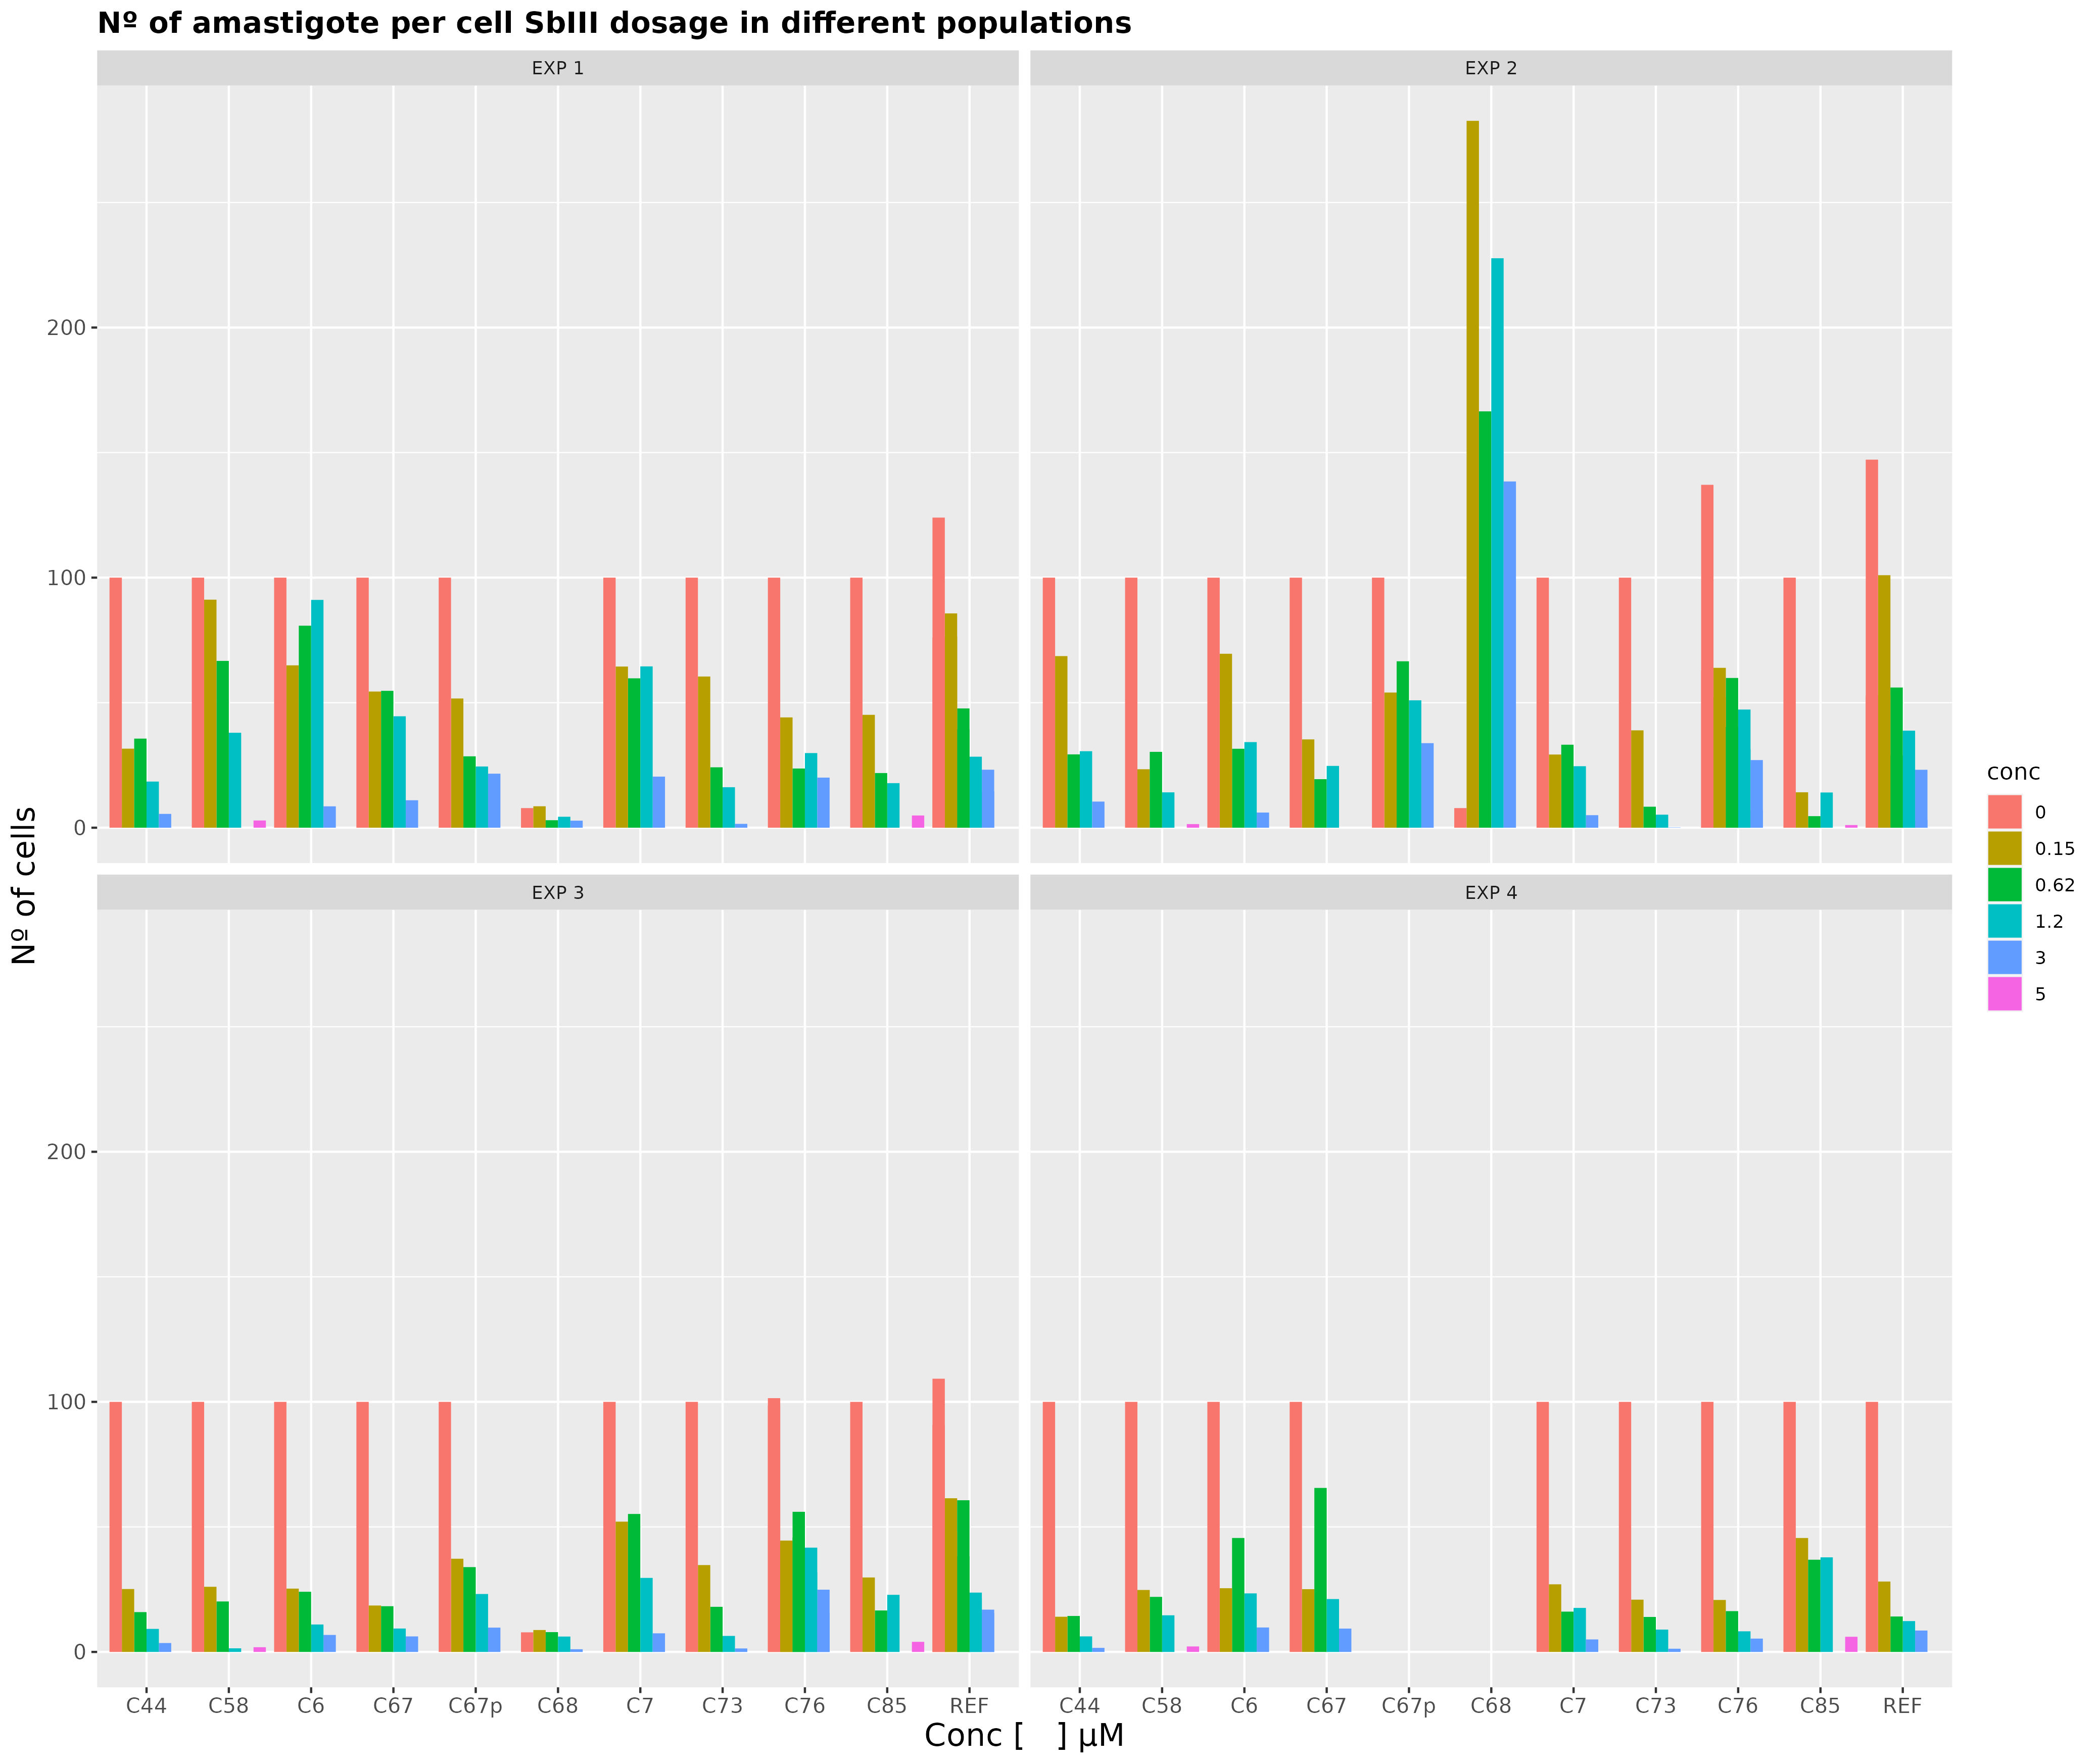 Nº of amastigote per cell SbIII dosage in different populations
EXP 1
EXP 2
200
100
0
EXP 3
EXP 4
200
100
0
Nº of cells
C44 C58 C6 C67 C67p C68 C7 C73 C76 C85 REF
C44 C58 C6 C67 C67p C68 C7 C73 C76 C85 REF
Conc [ ] µM
conc
0
0.15
0.62
1.2
3
5